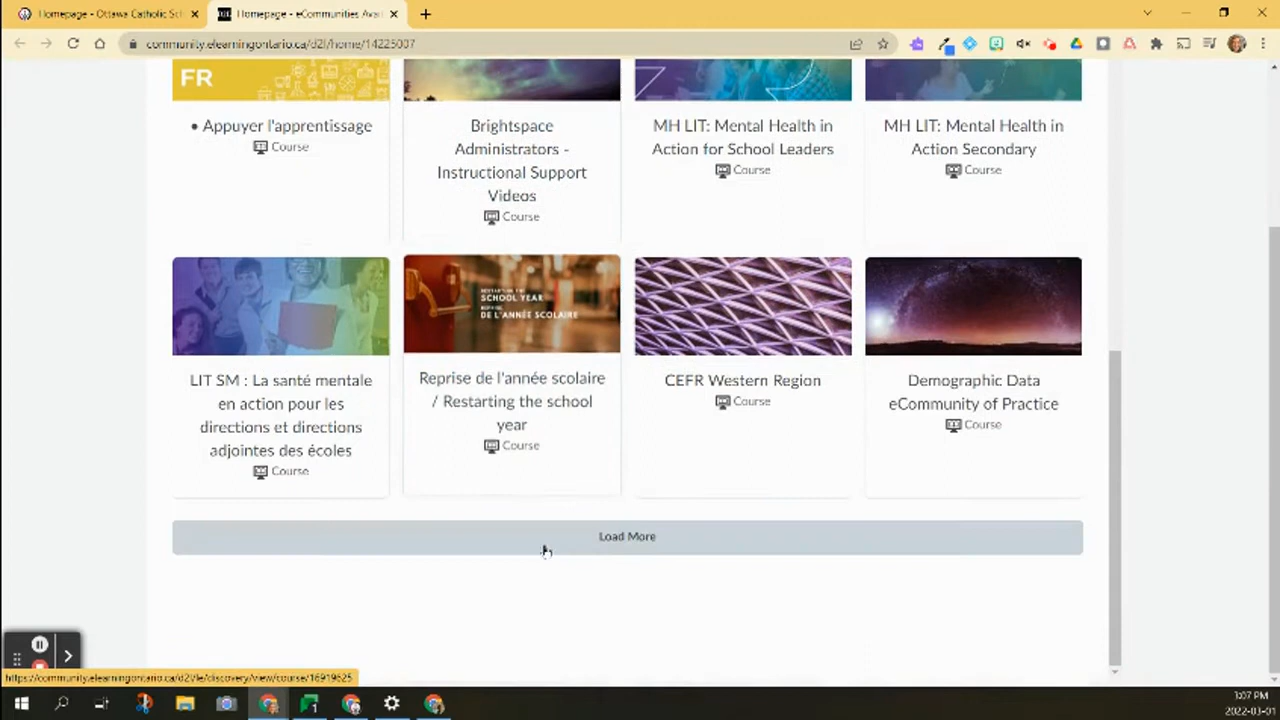 Homepage - Ottawa Catholic Sch
Homepage - eCommunities Avai
community.elearningontario.ca/d2l/home/14225007
FR
• Appuyer l'apprentissage
Course
Brightspace
Administrators -
Instructional Support
Videos
Course
MH LIT: Mental Health in
Action for School Leaders
Course
MH LIT: Mental Health in
Action Secondary
Course
LIT SM : La santé mentale
en action pour les
directions et directions
adjointes des écoles
Course
RESTARTING THE
SCHOOL YEAR
REPRISE
DE L'ANNÉE SCOLAIRE
Reprise de l'année scolaire
/ Restarting the school
year
Course
CEFR Western Region
Course
Demographic Data
eCommunity of Practice
Course
Load More
https://community.elearningontario.ca/d2l/le/discovery/view/course/16919625
1:07 PM
2022-03-01